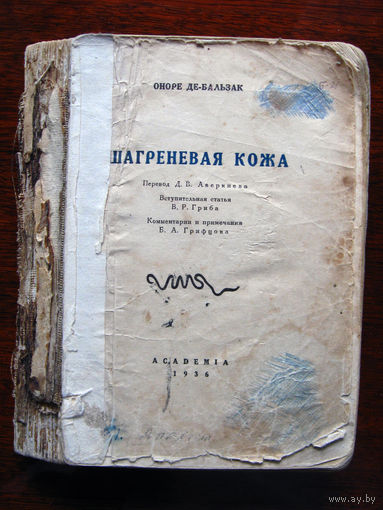 ОНОРЕ ДЕ-БАЛЬЗАК
ШАГРЕНЕВАЯ КОЖА
Перевод Д. В. Аверкиева
Вступительная статья
В. Р. Гриба
Комментарии и примечания
Б. А. Грифцова
ACADEMIA
1936
www.ay.by